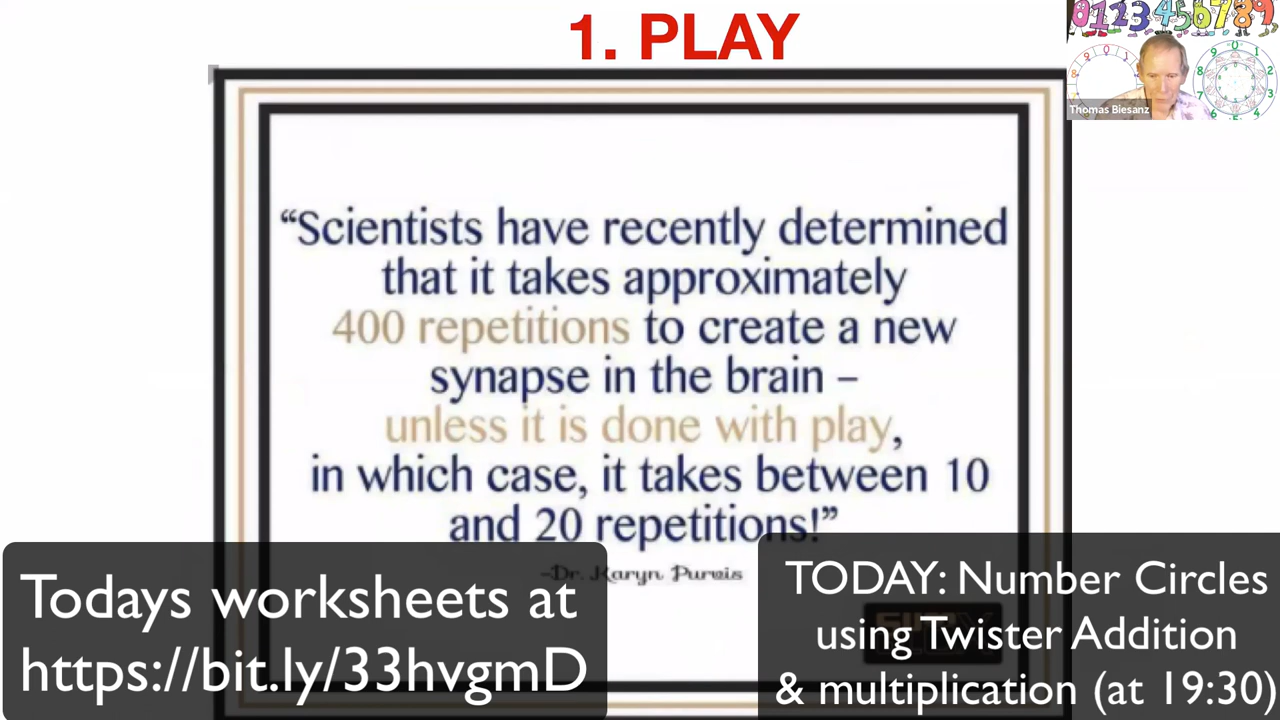 1. PLAY
0123456789
Thomas Biesanz
“Scientists have recently determined
that it takes approximately
400 repetitions to create a new
synapse in the brain –
unless it is done with play,
in which case, it takes between 10
and 20 repetitions!”
-Dr. Karyn Purvis
Todays worksheets at
https://bit.ly/33hvgmD
TODAY: Number Circles
using Twister Addition
& multiplication (at 19:30)